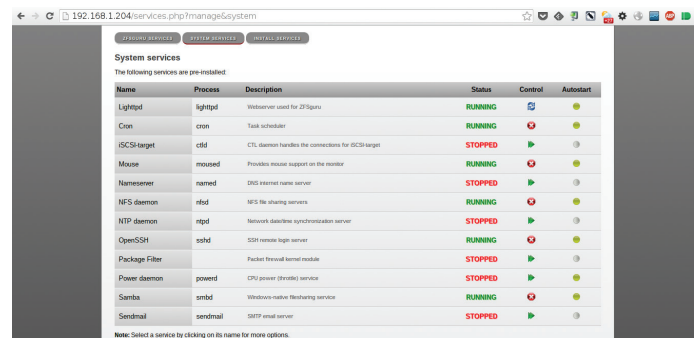 192.168.1.204/services.php?manage&system
ZFSGURU SERVICES SYSTEM SERVICES INSTALL SERVICES
System services
The following services are pre-installed:
Name Process Description Status Control Autostart
Lighttpd lighttpd Webserver used for ZFSguru RUNNING
Cron cron Task scheduler RUNNING
iSCSI-target ctld CTL daemon handles the connections for iSCSI-target STOPPED
Mouse moused Provides mouse support on the monitor RUNNING
Nameserver named DNS internet name server STOPPED
NFS daemon nfsd NFS file sharing servers RUNNING
NTP daemon ntpd Network date/time synchronization server STOPPED
OpenSSH sshd SSH remote login server RUNNING
Package Filter Packet firewall kernel module STOPPED
Power daemon powerd CPU power (throttle) service STOPPED
Samba smbd Windows-native filesharing service RUNNING
Sendmail sendmail SMTP email server STOPPED
Note: Select a service by clicking on its name for more options.